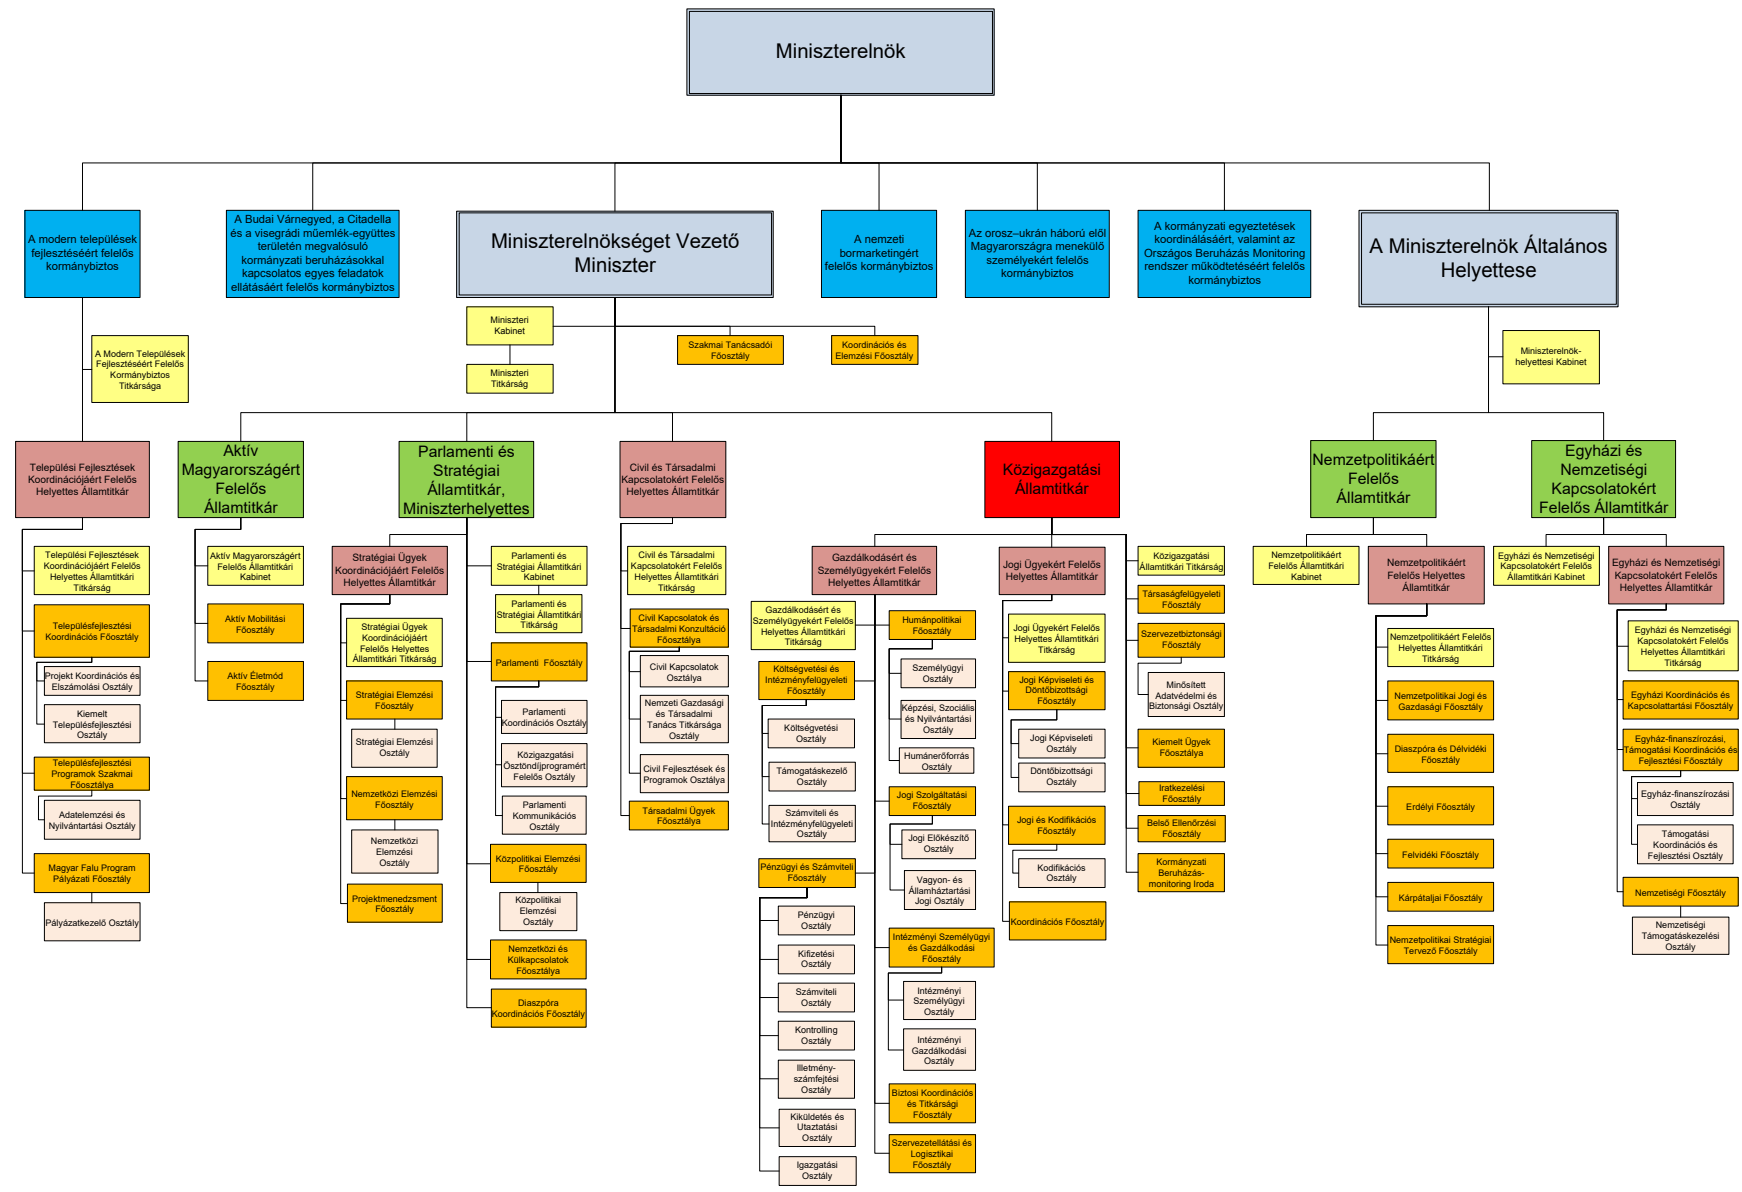 Miniszterelnök
A modern települések
fejlesztéséért felelős
kormánybiztos
A Budai Várnegyed, a Citadella
és a visegrádi műemlék-együttes
területén megvalósuló
kormányzati beruházásokkal
kapcsolatos egyes feladatok
ellátásáért felelős kormánybiztos
Miniszterelnökséget Vezető
Miniszter
A nemzeti
bormarketingért
felelős kormánybiztos
Az orosz–ukrán háború elől
Magyarországra menekülő
személyekért felelős
kormánybiztos
A kormányzati egyeztetések
koordinálásáért, valamint az
Országos Beruházás Monitoring
rendszer működtetéséért felelős
kormánybiztos
A Miniszterelnök Általános
Helyettese
A Modern Települések
Fejlesztéséért Felelős
Kormánybiztos
Titkársága
Miniszteri
Kabinet
Miniszteri
Titkárság
Szakmai Tanácsadói
Főosztály
Koordinációs és
Elemzési Főosztály
Miniszterelnök-
helyettesi Kabinet
Települési Fejlesztések
Koordinációjáért Felelős
Helyettes Államtitkár
Aktív
Magyarországért
Felelős
Államtitkár
Parlamenti és
Stratégiai
Államtitkár,
Miniszterhelyettes
Civil és Társadalmi
Kapcsolatokért Felelős
Helyettes Államtitkár
Közigazgatási
Államtitkár
Nemzetpolitikáért
Felelős
Államtitkár
Egyházi és
Nemzetiségi
Kapcsolatokért
Felelős Államtitkár
Települési Fejlesztések
Koordinációjáért Felelős
Helyettes Államtitkári
Titkárság
Településfejlesztési
Koordinációs Főosztály
Projekt Koordinációs és
Elszámolási Osztály
Kiemelt
Településfejlesztési
Osztály
Településfejlesztési
Programok Szakmai
Főosztálya
Adatelemzési és
Nyilvántartási Osztály
Magyar Falu Program
Pályázati Főosztály
Pályázatkezelő Osztály
Aktív Magyarországért
Felelős Államtitkári
Kabinet
Aktív Mobilitási
Főosztály
Aktív Életmód
Főosztály
Stratégiai Ügyek
Koordinációjáért Felelős
Helyettes Államtitkár
Stratégiai Ügyek
Koordinációjáért
Felelős Helyettes
Államtitkári Titkárság
Stratégiai Elemzési
Főosztály
Stratégiai Elemzési
Osztály
Nemzetközi Elemzési
Főosztály
Nemzetközi
Elemzési
Osztály
Projektmenedzsment
Főosztály
Parlamenti és
Stratégiai Államtitkári
Kabinet
Parlamenti és
Stratégiai Államtitkári
Titkárság
Parlamenti Főosztály
Parlamenti
Koordinációs Osztály
Közigazgatási
Ösztöndíjprogramért
Felelős Osztály
Parlamenti
Kommunikációs
Osztály
Közpolitikai Elemzési
Főosztály
Közpolitikai
Elemzési
Osztály
Nemzetközi és
Külkapcsolatok
Főosztálya
Diaszpóra
Koordinációs Főosztály
Civil és Társadalmi
Kapcsolatokért Felelős
Helyettes Államtitkári
Titkárság
Civil Kapcsolatok és
Társadalmi Konzultáció
Főosztálya
Civil Kapcsolatok
Osztálya
Nemzeti Gazdasági
és Társadalmi
Tanács Titkársága
Osztály
Civil Fejlesztések és
Programok Osztálya
Társadalmi Ügyek
Főosztálya
Gazdálkodásért és
Személyügyekért Felelős
Helyettes Államtitkár
Gazdálkodásért és
Személyügyekért Felelős
Helyettes Államtitkári
Titkárság
Költségvetési és
Intézményfelügyeleti
Főosztály
Költségvetési
Osztály
Támogatáskezelő
Osztály
Számviteli és
Intézményfelügyeleti
Osztály
Pénzügyi és Számviteli
Főosztály
Pénzügyi
Osztály
Kifizetési
Osztály
Számviteli
Osztály
Kontrolling
Osztály
Illetmény-
számfejtési
Osztály
Kiküldetés és
Utaztatási
Osztály
Igazgatási
Osztály
Humánpolitikai
Főosztály
Személyügyi
Osztály
Képzési, Szociális
és Nyilvántartási
Osztály
Humánerőforrás
Osztály
Jogi Szolgáltatási
Főosztály
Jogi Előkészítő
Osztály
Vagyon- és
Államháztartási
Jogi Osztály
Intézményi Személyügyi
és Gazdálkodási
Főosztály
Intézményi
Személyügyi
Osztály
Intézményi
Gazdálkodási
Osztály
Biztosi Koordinációs
és Titkársági
Főosztály
Szervezetellátási és
Logisztikai
Főosztály
Jogi Ügyekért Felelős
Helyettes Államtitkár
Jogi Ügyekért Felelős
Helyettes Államtitkári
Titkárság
Jogi Képviseleti és
Döntőbizottsági
Főosztály
Jogi Képviseleti
Osztály
Döntőbizottsági
Osztály
Jogi és Kodifikációs
Főosztály
Kodifikációs
Osztály
Koordinációs Főosztály
Közigazgatási
Államtitkári Titkárság
Társaságfelügyeleti
Főosztály
Szervezetbiztonsági
Főosztály
Minősített
Adatvédelmi és
Biztonsági Osztály
Kiemelt Ügyek
Főosztálya
Iratkezelési
Főosztály
Belső Ellenőrzési
Főosztály
Kormányzati
Beruházás-
monitoring Iroda
Nemzetpolitikáért
Felelős Államtitkári
Kabinet
Nemzetpolitikáért
Felelős Helyettes
Államtitkár
Nemzetpolitikáért Felelős
Helyettes Államtitkári
Titkárság
Nemzetpolitikai Jogi és
Gazdasági Főosztály
Diaszpóra és Délvidéki
Főosztály
Erdélyi Főosztály
Felvidéki Főosztály
Kárpátaljai Főosztály
Nemzetpolitikai Stratégiai
Tervező Főosztály
Egyházi és Nemzetiségi
Kapcsolatokért Felelős
Államtitkári Kabinet
Egyházi és Nemzetiségi
Kapcsolatokért Felelős
Helyettes Államtitkár
Egyházi és Nemzetiségi
Kapcsolatokért Felelős
Helyettes Államtitkári
Titkárság
Egyházi Koordinációs és
Kapcsolattartási Főosztály
Egyház-finanszírozási,
Támogatási Koordinációs és
Fejlesztési Főosztály
Egyház-finanszírozási
Osztály
Támogatási
Koordinációs és
Fejlesztési Osztály
Nemzetiségi Főosztály
Nemzetiségi
Támogatáskezelési
Osztály